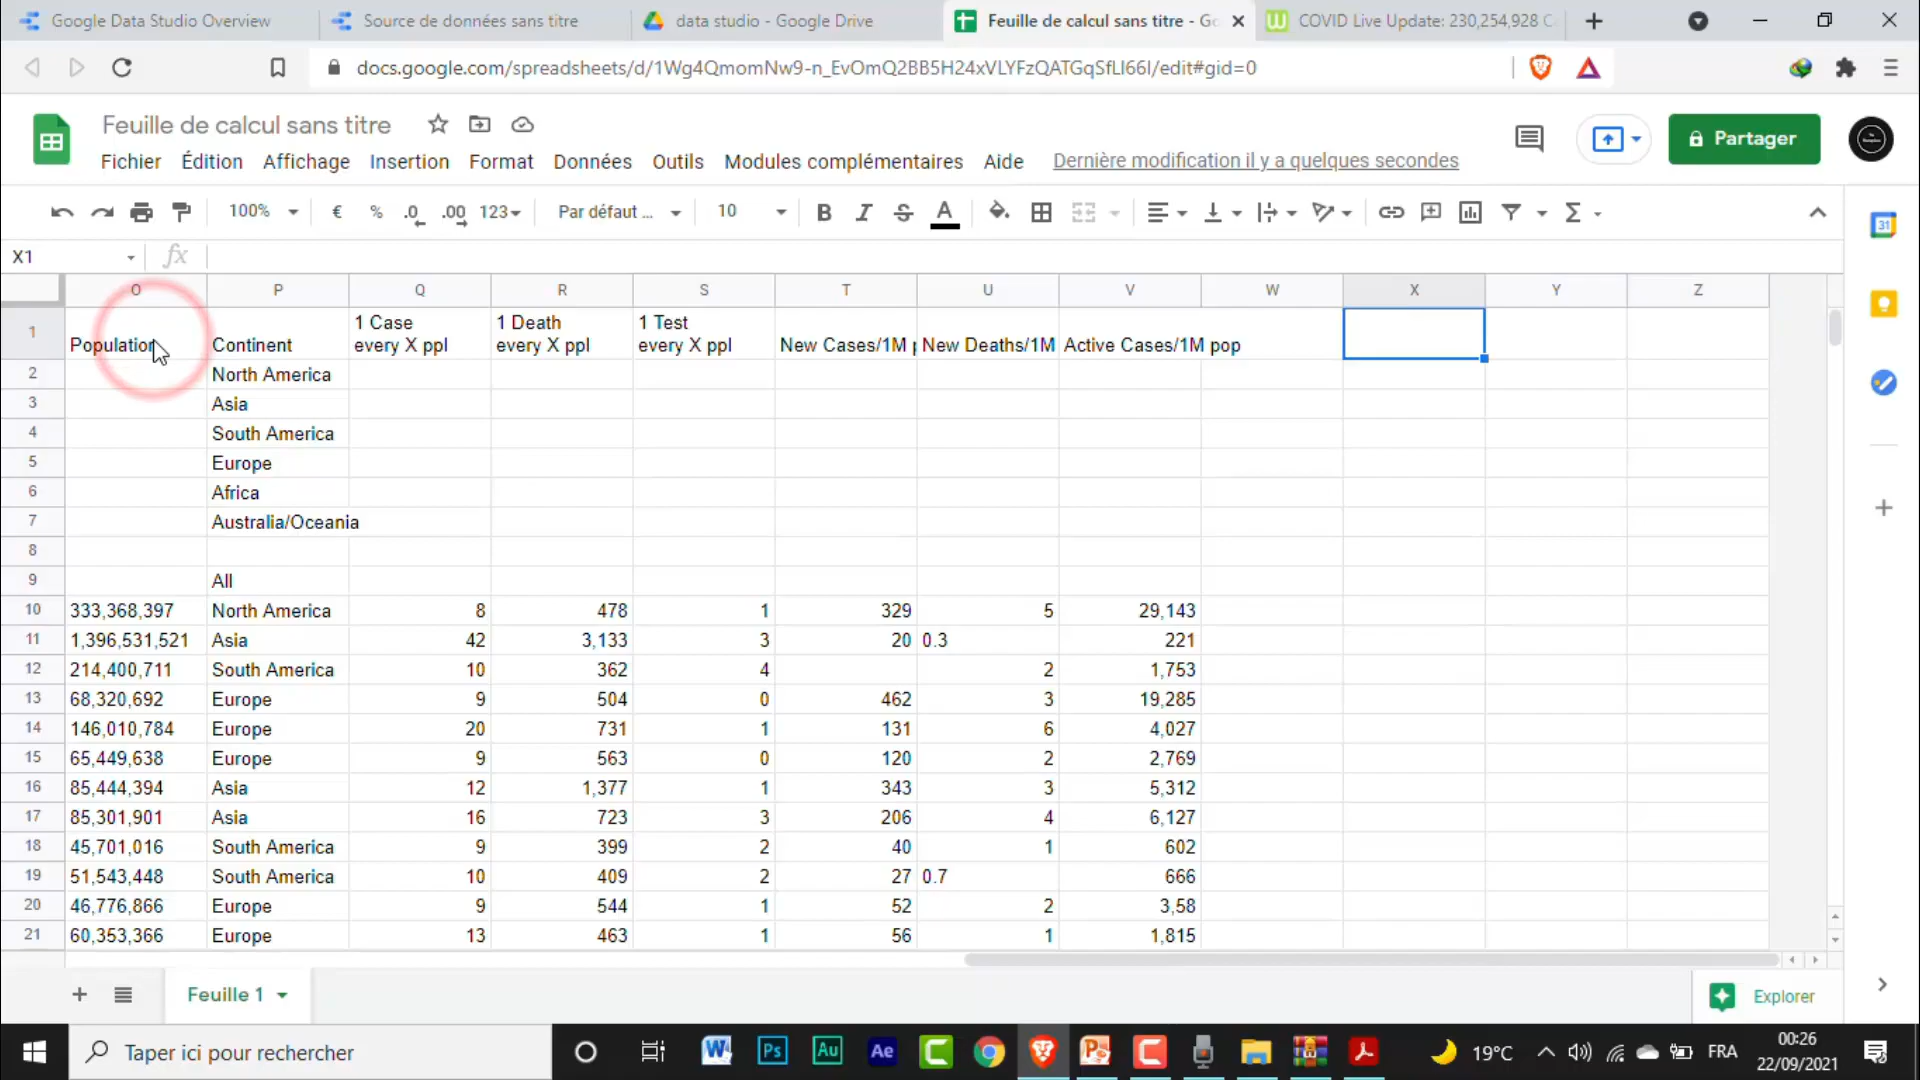 Google Data Studio Overview
Source de données sans titre
data studio - Google Drive
Feuille de calcul sans titre - Go
COVID Live Update: 230,254,928 C
docs.google.com/spreadsheets/d/1Wg4QmomNw9-n_EvOmQ2BB5H24xVLYFzQATGqSfLl66I/edit#gid=0
Feuille de calcul sans titre
Fichier Édition Affichage Insertion Format Données Outils Modules complémentaires Aide Dernière modification il y a quelques secondes
Partager
100% € % .0 .00 123 Par défaut ... 10 B I S A Σ
X1 fx
O P Q R S T U V W X Y Z
1 Population Continent 1 Case every X ppl 1 Death every X ppl 1 Test every X ppl New Cases/1M p New Deaths/1M Active Cases/1M pop
2 North America
3 Asia
4 South America
5 Europe
6 Africa
7 Australia/Oceania
8
9 All
10 333,368,397 North America 8 478 1 329 5 29,143
11 1,396,531,521 Asia 42 3,133 3 20 0.3 221
12 214,400,711 South America 10 362 4 2 1,753
13 68,320,692 Europe 9 504 0 462 3 19,285
14 146,010,784 Europe 20 731 1 131 6 4,027
15 65,449,638 Europe 9 563 0 120 2 2,769
16 85,444,394 Asia 12 1,377 1 343 3 5,312
17 85,301,901 Asia 16 723 3 206 4 6,127
18 45,701,016 South America 9 399 2 40 1 602
19 51,543,448 South America 10 409 2 27 0.7 666
20 46,776,866 Europe 9 544 1 52 2 3,58
21 60,353,366 Europe 13 463 1 56 1 1,815
Feuille 1
Explorer
Taper ici pour rechercher
Ps Au Ae
19°C
FRA
00:26
22/09/2021
31